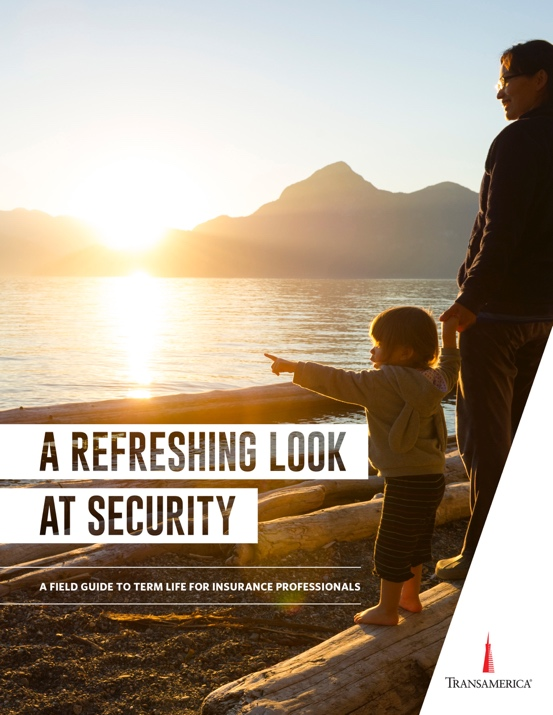 A REFRESHING LOOK
AT SECURITY
A FIELD GUIDE TO TERM LIFE FOR INSURANCE PROFESSIONALS
TRANSAMERICA®